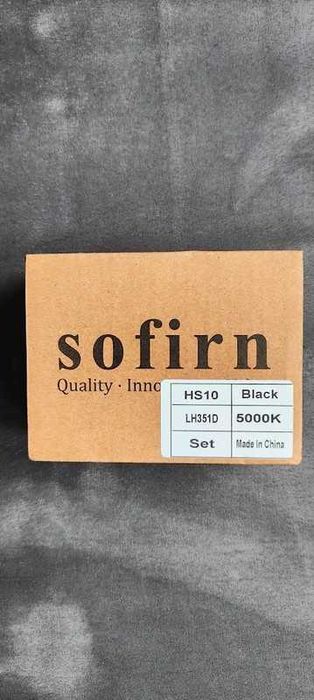 sofirn
Quality · Inno
HS10 Black
LH351D 5000K
Set Made In China